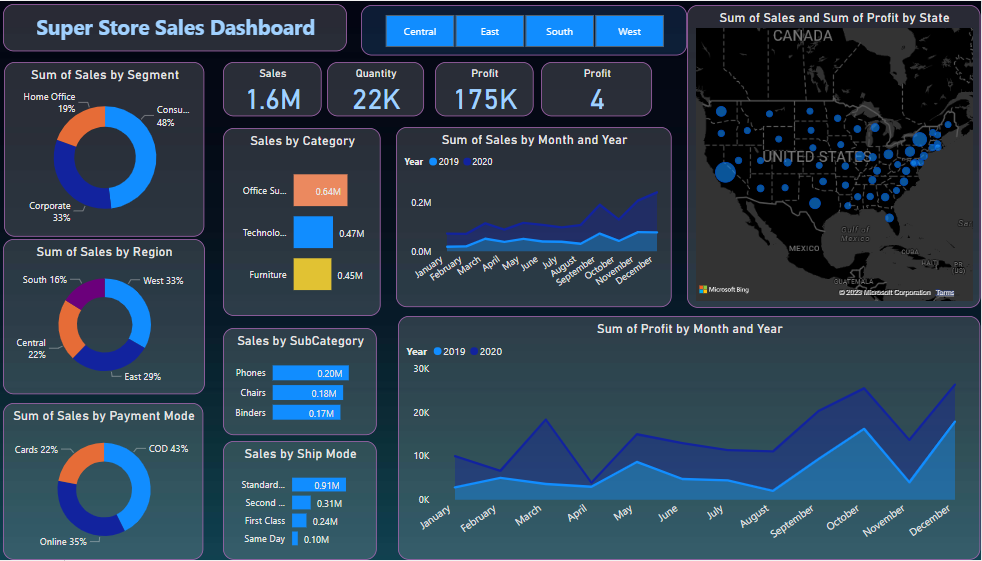 Super Store Sales Dashboard
Central
East
South
West
Sum of Sales by Segment
Home Office
19%
Consu...
48%
Corporate
33%
Sales
1.6M
Quantity
22K
Profit
175K
Profit
4
Sales by Category
Office Su...
0.64M
Technolo...
0.47M
Furniture
0.45M
Sum of Sales by Month and Year
Year 2019 2020
0.2M
0.0M
January
February
March
April
May
June
July
August
September
October
November
December
Sum of Sales and Sum of Profit by State
CANADA
UNITED STATES
MEXICO
Gulf of
Mexico
CUBA
GUATEMALA
Microsoft Bing
© 2023 Microsoft Corporation Terms
Sum of Sales by Region
South 16%
West 33%
Central
22%
East 29%
Sales by SubCategory
Phones
0.20M
Chairs
0.18M
Binders
0.17M
Sum of Sales by Payment Mode
Cards 22%
COD 43%
Online 35%
Sales by Ship Mode
Standard...
0.91M
Second ...
0.31M
First Class
0.24M
Same Day
0.10M
Sum of Profit by Month and Year
Year 2019 2020
30K
20K
10K
0K
January
February
March
April
May
June
July
August
September
October
November
December